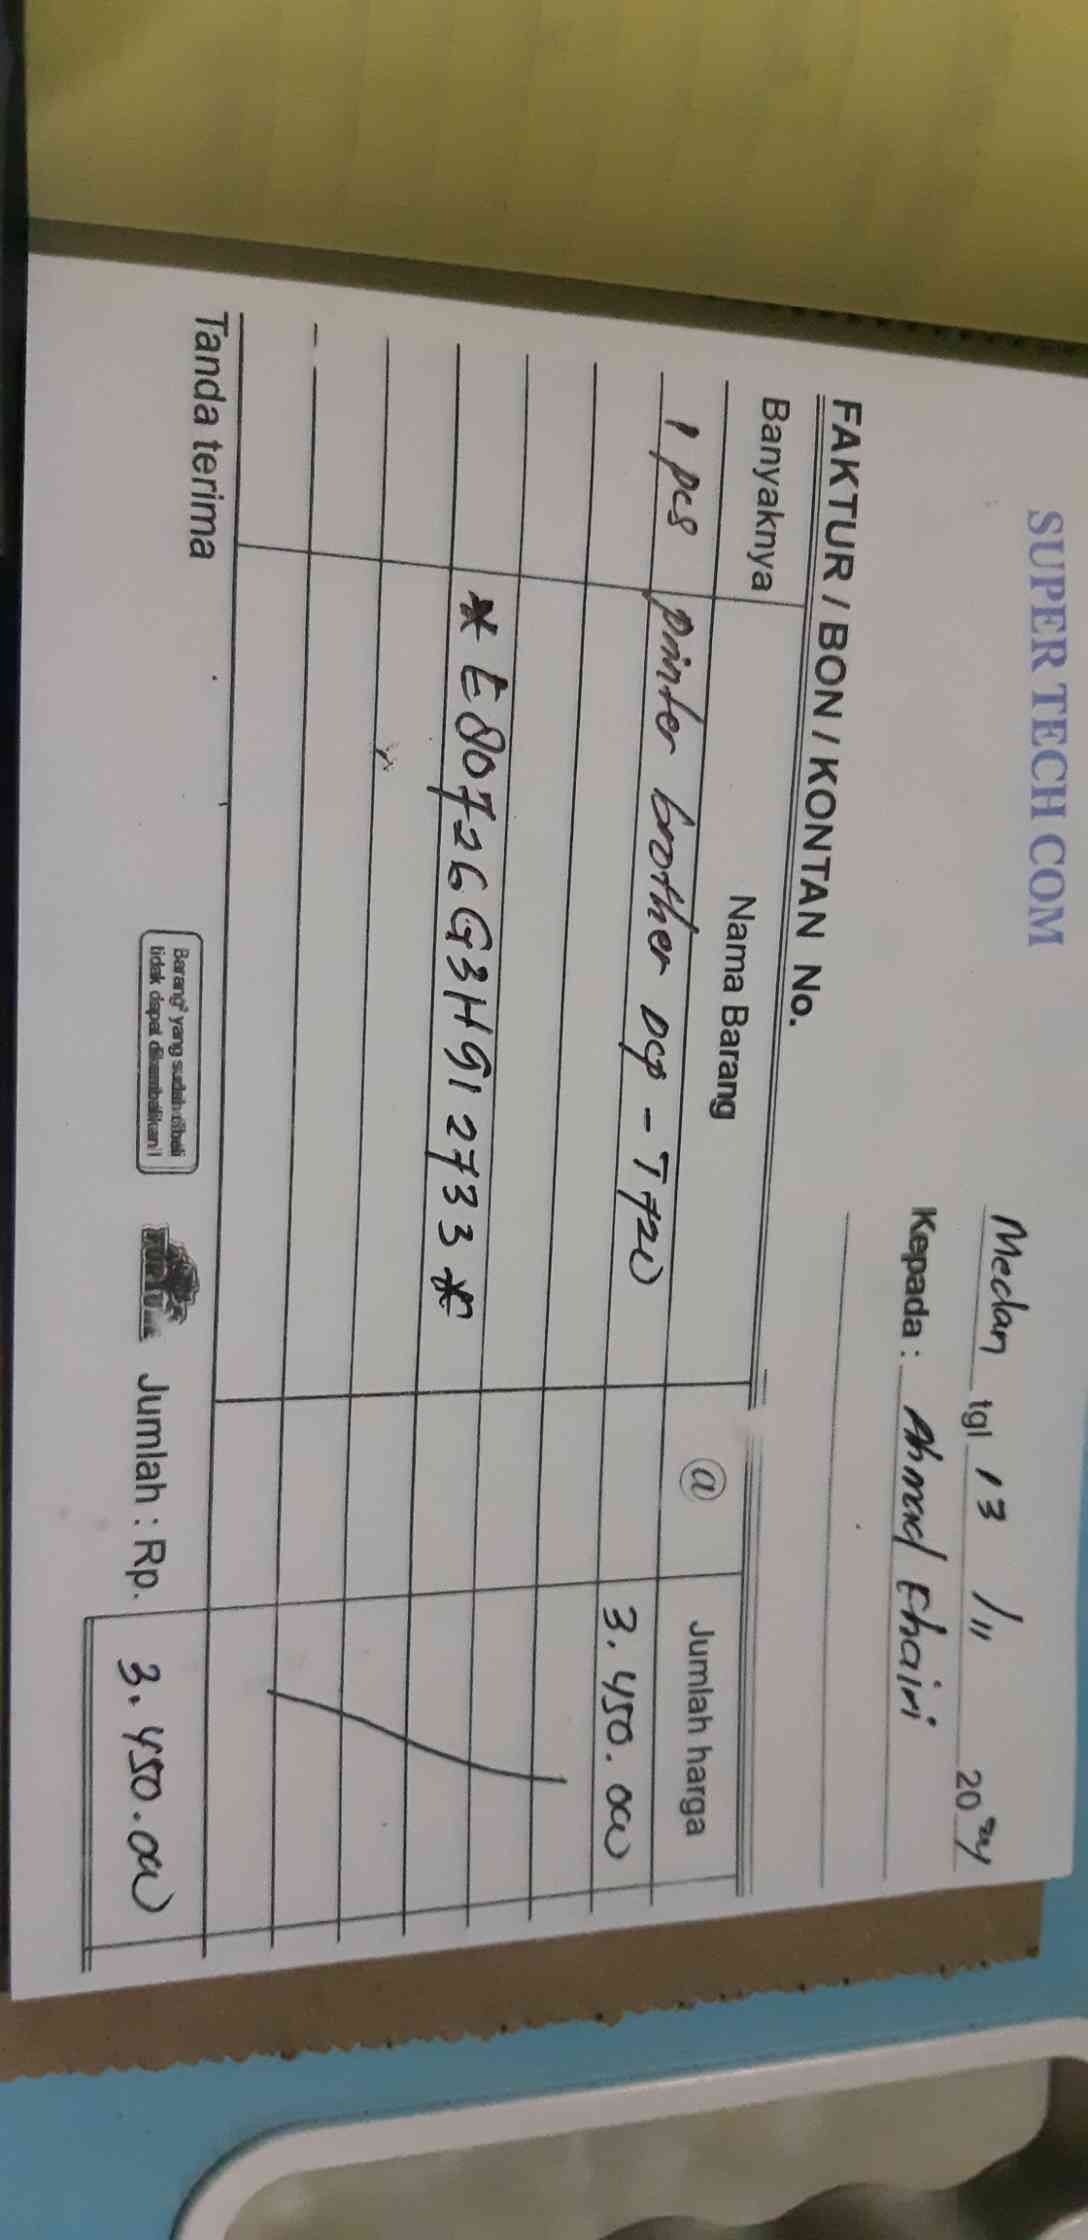 SUPER TECH COM
Medan tgl 13 / 11 2024
Kepada : Ahmad Khairi
FAKTUR / BON / KONTAN No.
Banyaknya Nama Barang @ Jumlah harga
1 pcs printer brother DCP - T720 3.450.000
* E80726G3H912733 *
Tanda terima
Barang² yang sudah dibeli
tidak dapat dikembalikan!!
Jumlah : Rp. 3.450.000